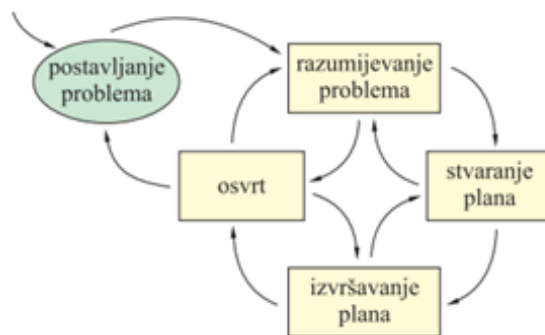 postavljanje
problema
razumijevanje
problema
osvrt
stvaranje
plana
izvršavanje
plana